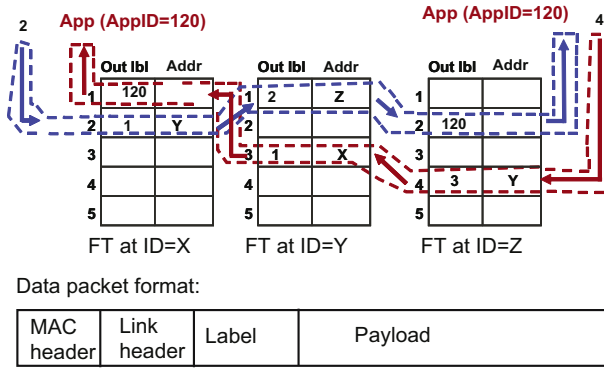 2 App (AppID=120) App (AppID=120) 4
Out lbl Addr Out lbl Addr Out lbl Addr
1 120 1 2 Z 1
2 1 Y 2 2 120
3 3 1 X 3
4 4 4 3 Y
5 5 5
FT at ID=X FT at ID=Y FT at ID=Z
Data packet format:
MAC header Link header Label Payload